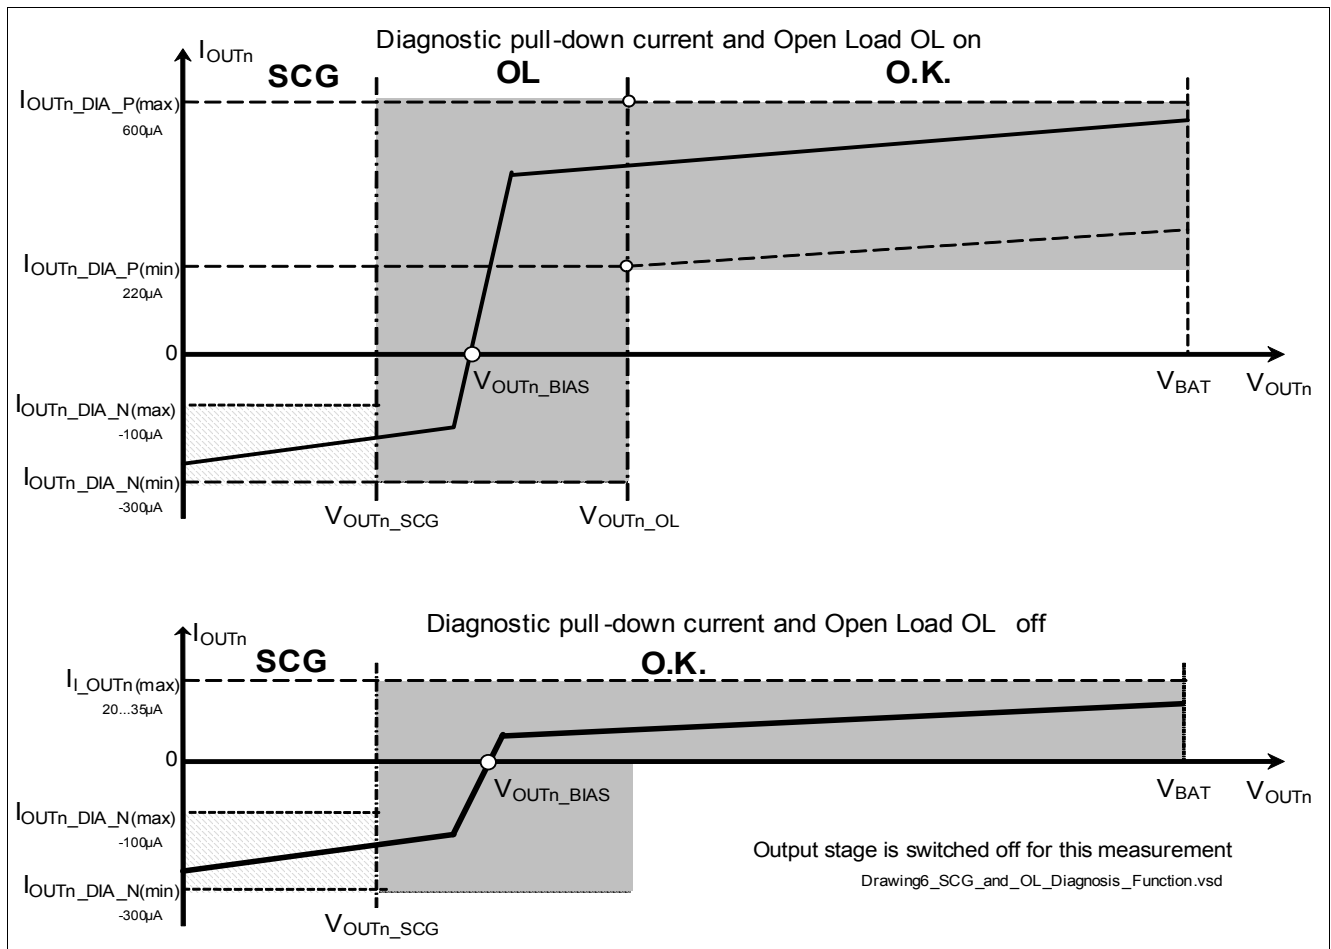 Diagnostic pull-down current and Open Load OL on
IOUTn
SCG OL O.K.
IOUTn_DIA_P(max)
600µA
IOUTn_DIA_P(min)
220µA
0
VOUTn_BIAS VBAT VOUTn
IOUTn_DIA_N(max)
-100µA
IOUTn_DIA_N(min)
-300µA
VOUTn_SCG VOUTn_OL
Diagnostic pull-down current and Open Load OL off
IOUTn
SCG O.K.
II_OUTn(max)
20...35µA
0
VOUTn_BIAS VBAT VOUTn
IOUTn_DIA_N(max)
-100µA
Output stage is switched off for this measurement
Drawing6_SCG_and_OL_Diagnosis_Function.vsd
IOUTn_DIA_N(min)
-300µA
VOUTn_SCG